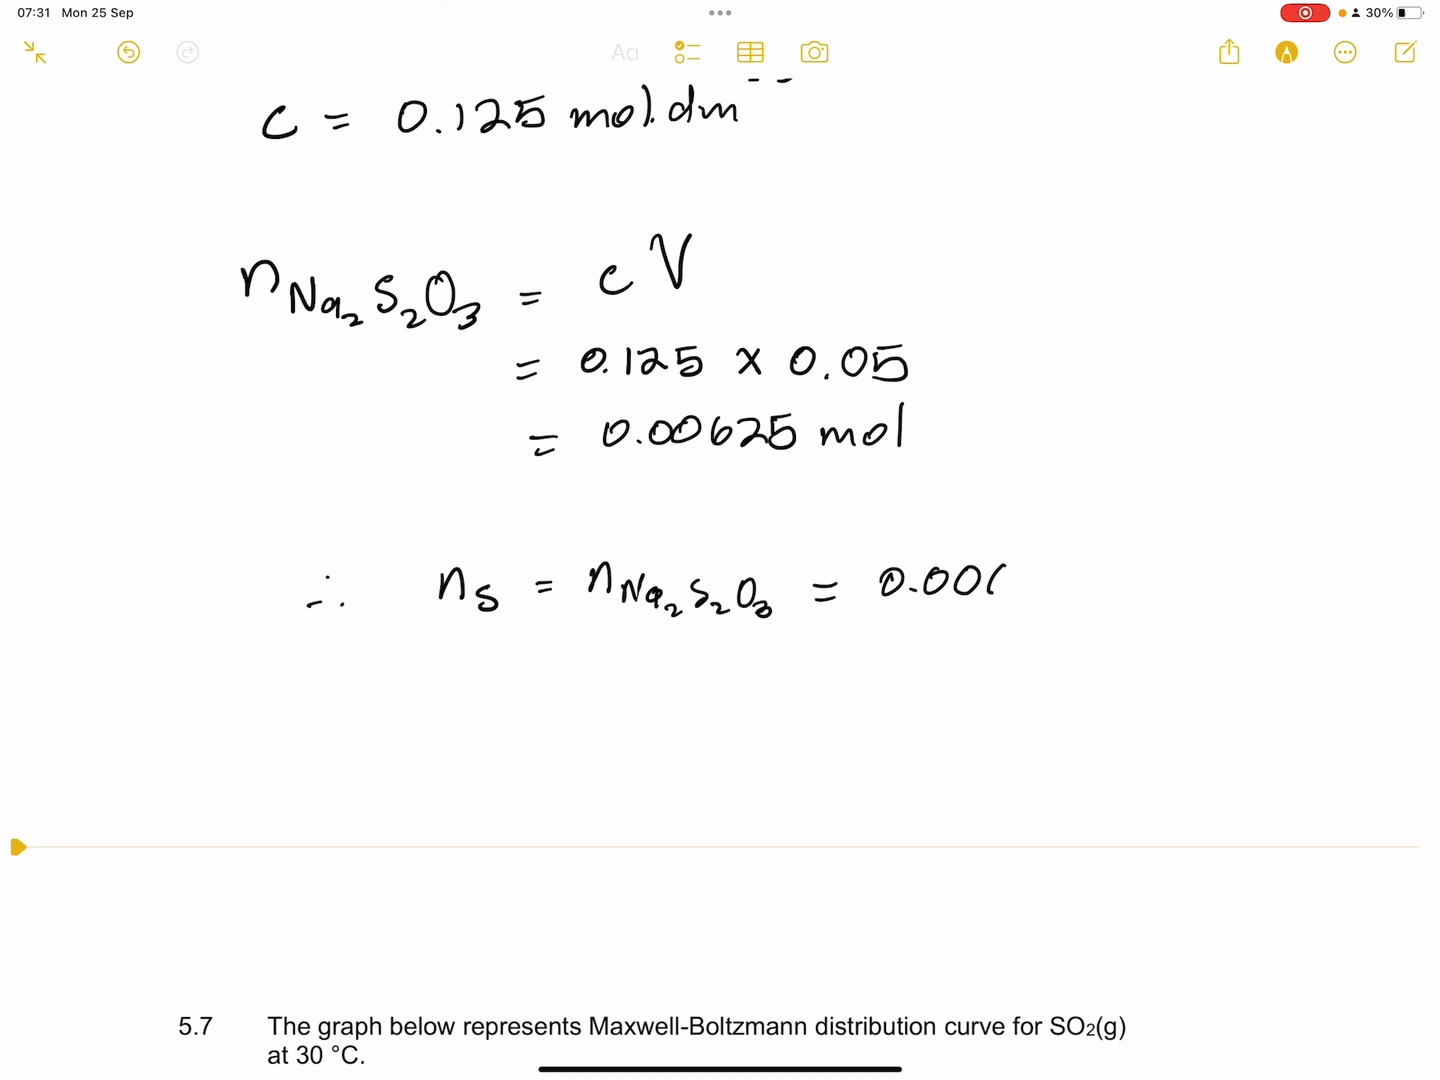 07:31 Mon 25 Sep
30%
Aa
c = 0.125 mol.dm
nNa₂S₂O₃ = cV
= 0.125 × 0.05
= 0.00625 mol
∴ nS = nNa₂S₂O₃ = 0.00(
5.7 The graph below represents Maxwell-Boltzmann distribution curve for SO₂(g)
at 30 °C.